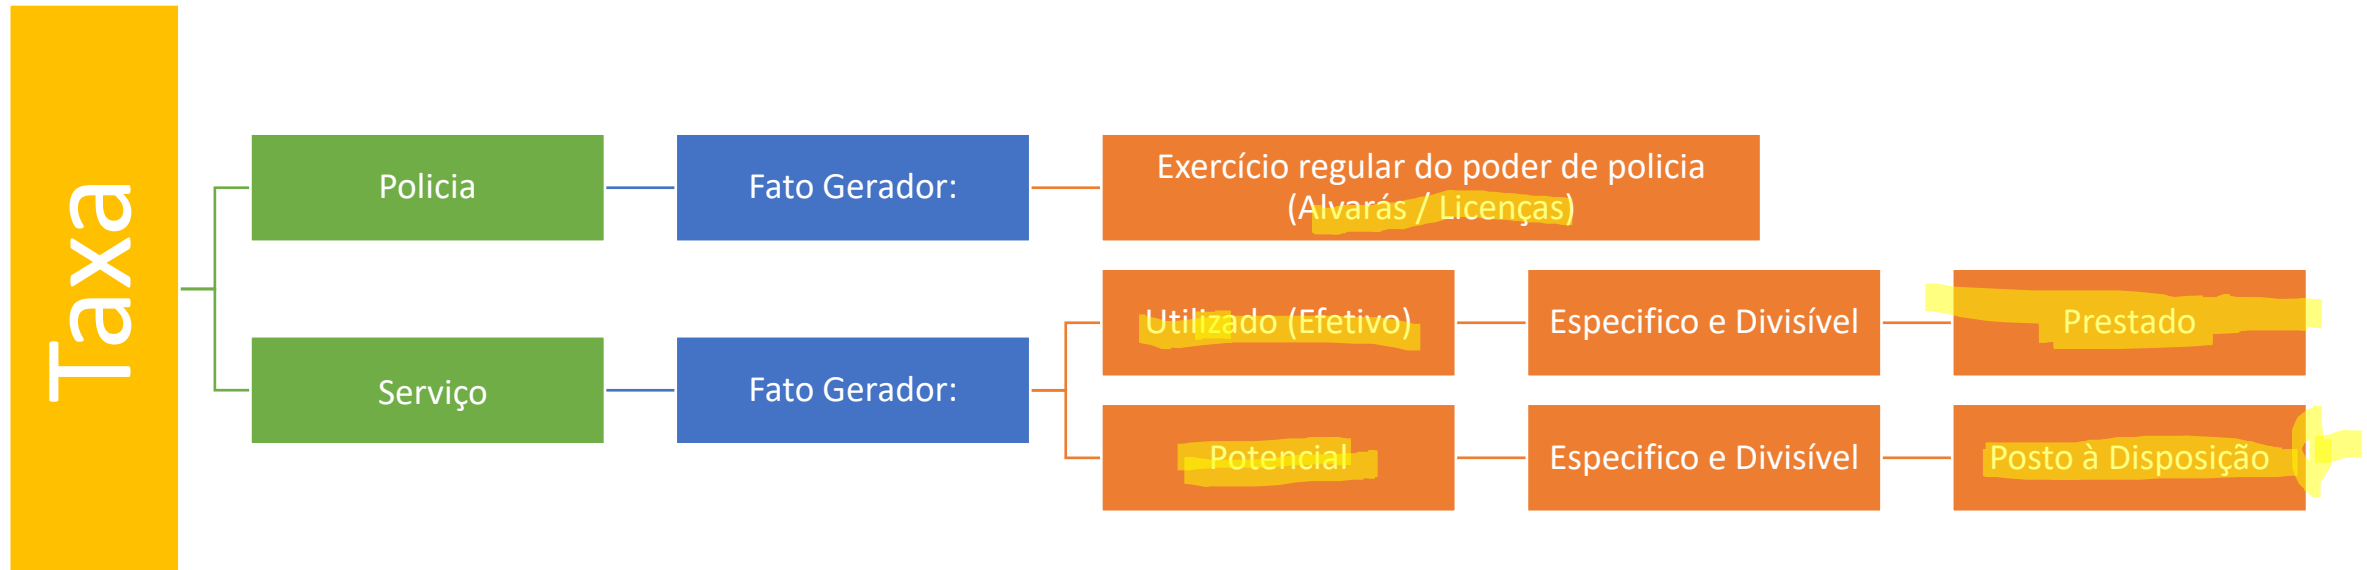 Taxa
Policia
Fato Gerador:
Exercício regular do poder de policia
(Alvarás / Licenças)
Serviço
Fato Gerador:
Utilizado (Efetivo)
Especifico e Divisível
Prestado
Potencial
Especifico e Divisível
Posto à Disposição